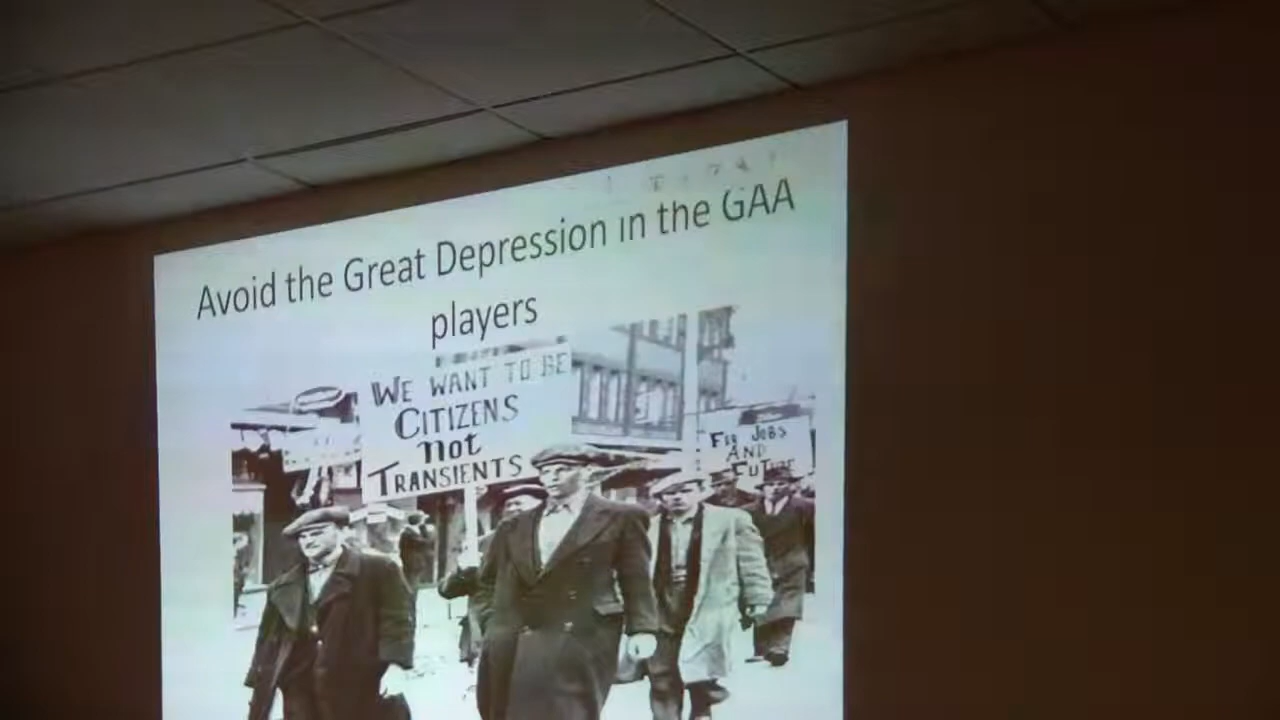 Avoid the Great Depression in the GAA
players
WE WANT TO BE
CITIZENS
not
TRANSIENTS
JOBS
AND